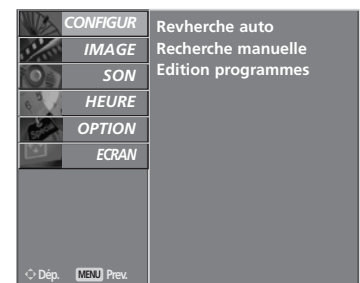 CONFIGUR
IMAGE
SON
HEURE
OPTION
ECRAN
Revherche auto
Recherche manuelle
Edition programmes
Dép. MENU Prev.